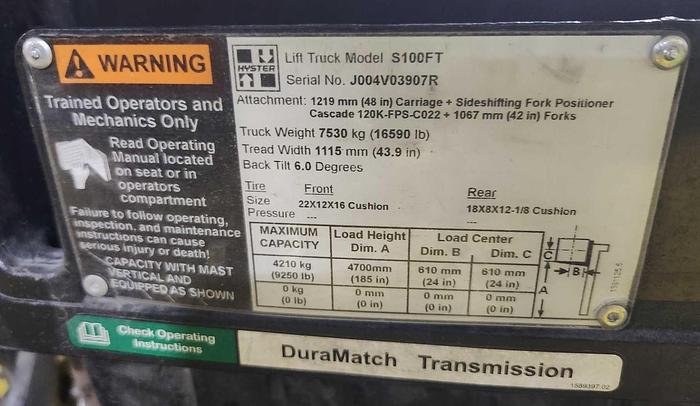 WARNING
Trained Operators and
Mechanics Only
Read Operating
Manual located
on seat or in
operators
compartment
Failure to follow operating,
inspection, and maintenance
instructions can cause
serious injury or death!
CAPACITY WITH MAST
VERTICAL AND
EQUIPPED AS SHOWN
HYSTER
Lift Truck Model S100FT
Serial No. J004V03907R
Attachment: 1219 mm (48 in) Carriage + Sideshifting Fork Positioner
Cascade 120K-FPS-C022 + 1067 mm (42 in) Forks
Truck Weight 7530 kg (16590 lb)
Tread Width 1115 mm (43.9 in)
Back Tilt 6.0 Degrees
Tire Front Rear
Size 22X12X16 Cushion 18X8X12-1/8 Cushion
Pressure --- ---
MAXIMUM Load Height Load Center
CAPACITY Dim. A Dim. B Dim. C
4210 kg 4700mm 610 mm 610 mm
(9250 lb) (185 in) (24 in) (24 in)
0 kg 0 mm 0 mm 0 mm
(0 lb) (0 in) (0 in) (0 in)
C
B
A
Check Operating
Instructions
DuraMatch Transmission
1589397-02